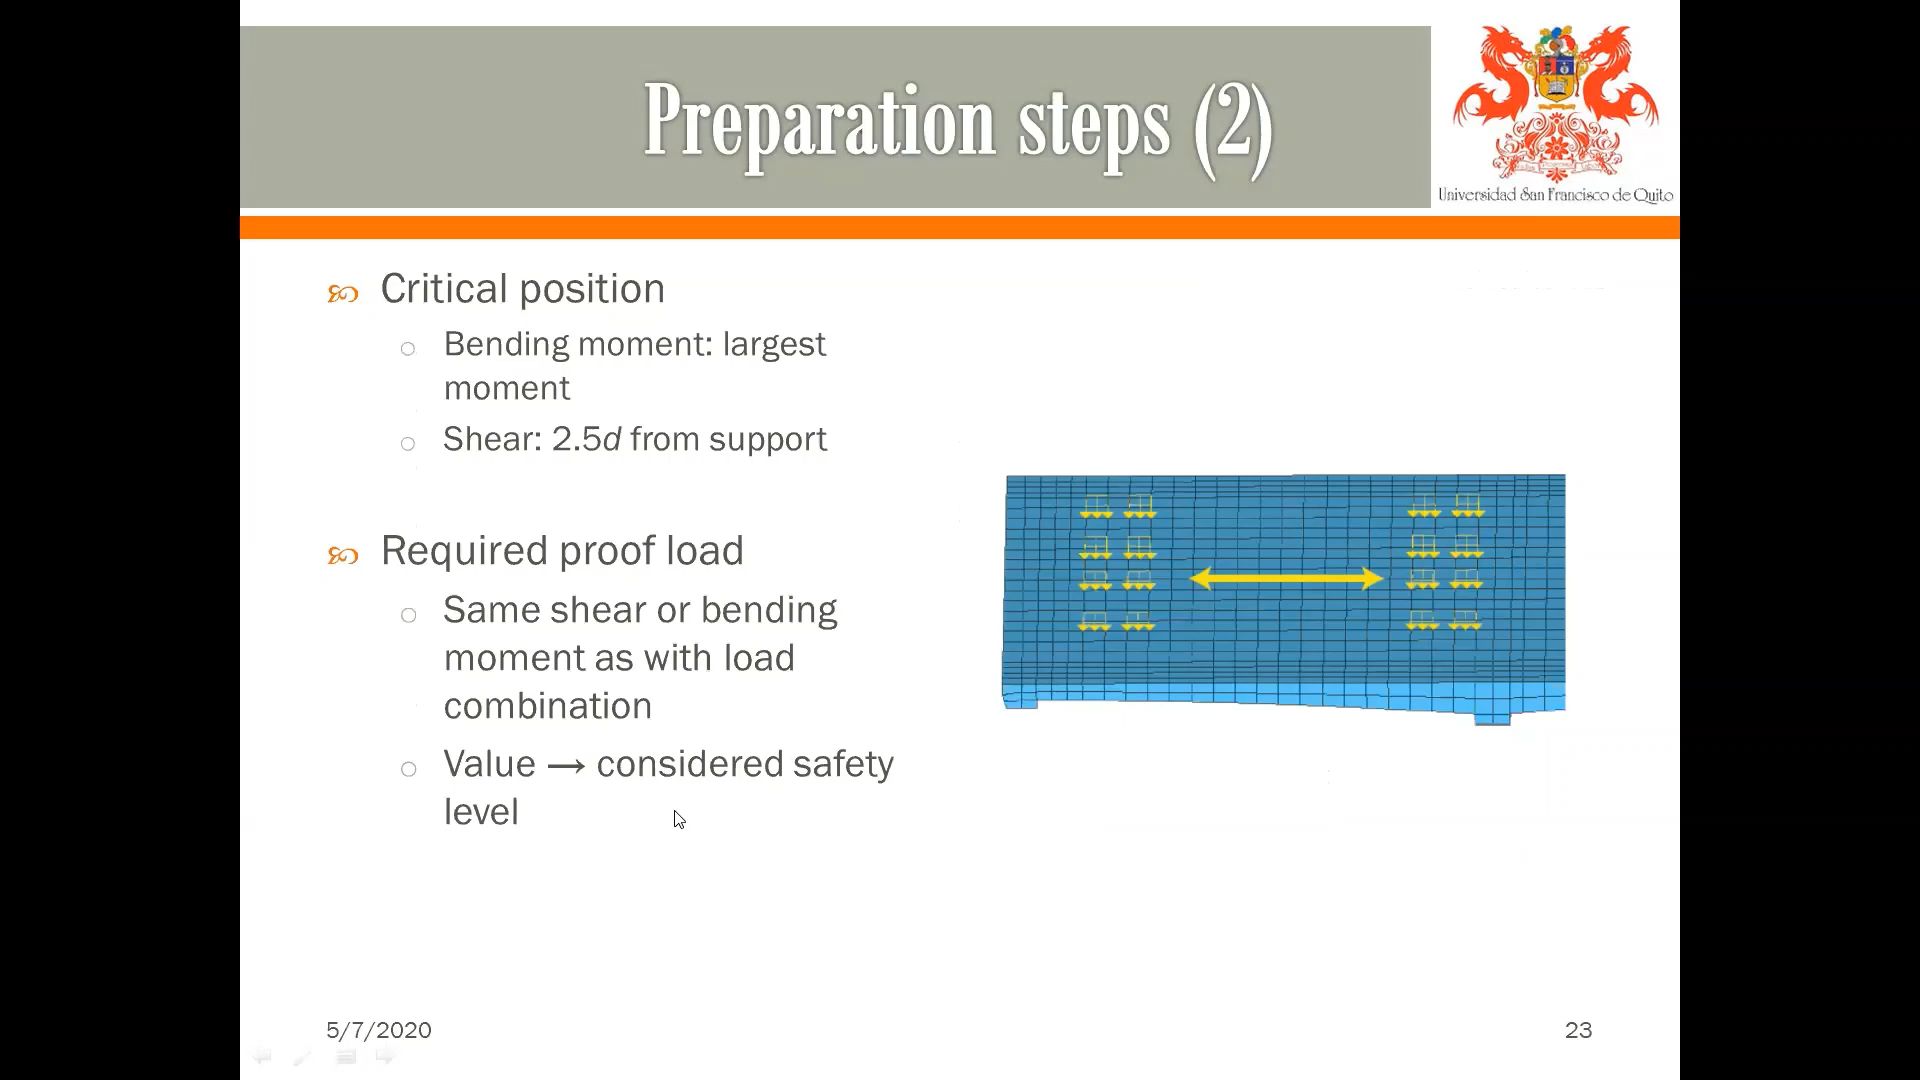 Preparation steps (2)
Universidad San Francisco de Quito
Critical position
Bending moment: largest
moment
Shear: 2.5d from support
Required proof load
Same shear or bending
moment as with load
combination
Value → considered safety
level
5/7/2020
23